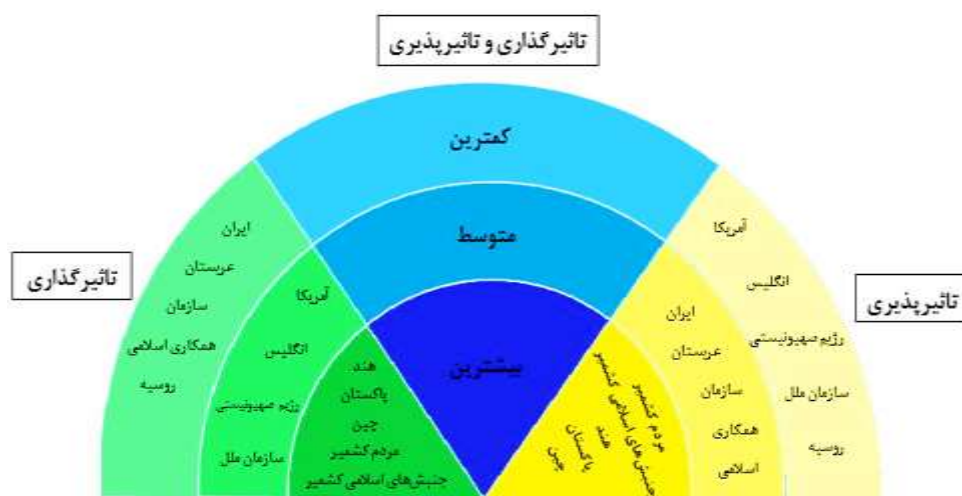 تاثیرگذاری و تاثیرپذیری
کمترین
متوسط
بیشترین
تاثیرپذیری
آمریکا
انگلیس
رژیم صهیونیستی
سازمان ملل
روسیه
ایران
عربستان
سازمان
همکاری
اسلامی
مردم کشمیر
جنبش‌های اسلامی کشمیر
هند
پاکستان
چین
تاثیرگذاری
ایران
عربستان
سازمان
همکاری اسلامی
روسیه
آمریکا
انگلیس
رژیم صهیونیستی
سازمان ملل
هند
پاکستان
چین
مردم کشمیر
جنبش‌های اسلامی کشمیر